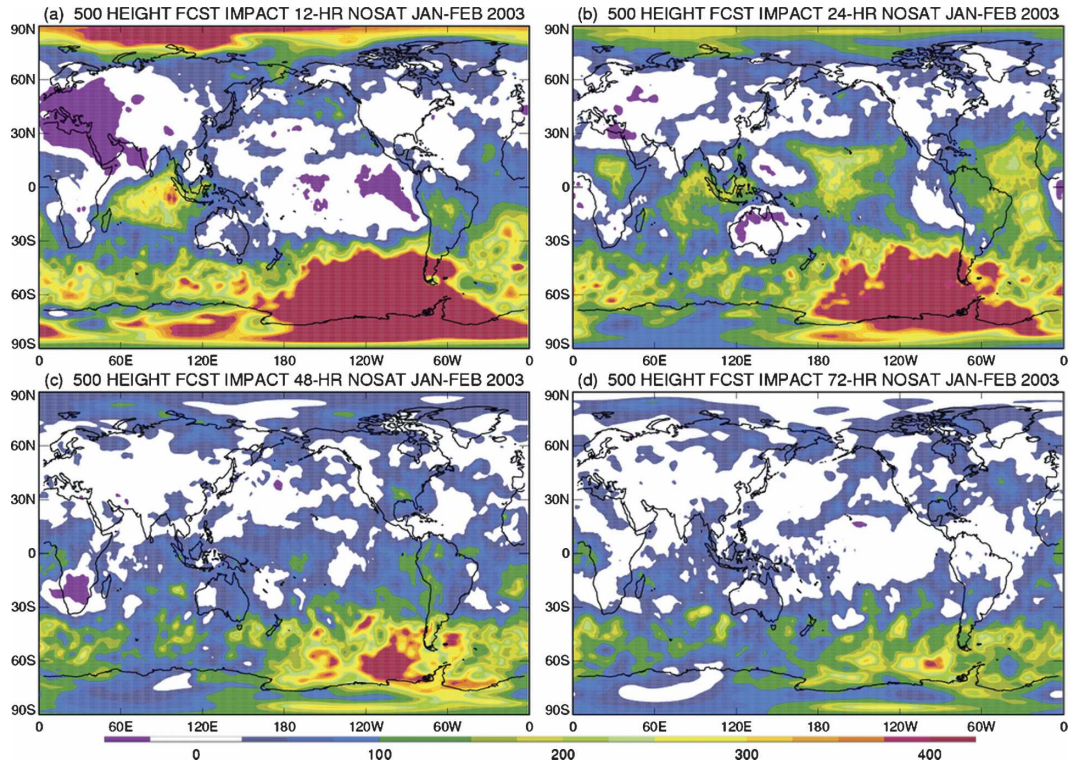 (a) 500 HEIGHT FCST IMPACT 12-HR NOSAT JAN-FEB 2003
90N
60N
30N
0
30S
60S
90S
0 60E 120E 180 120W 60W 0
(b) 500 HEIGHT FCST IMPACT 24-HR NOSAT JAN-FEB 2003
90N
60N
30N
0
30S
60S
90S
0 60E 120E 180 120W 60W 0
(c) 500 HEIGHT FCST IMPACT 48-HR NOSAT JAN-FEB 2003
90N
60N
30N
0
30S
60S
90S
0 60E 120E 180 120W 60W 0
(d) 500 HEIGHT FCST IMPACT 72-HR NOSAT JAN-FEB 2003
90N
60N
30N
0
30S
60S
90S
0 60E 120E 180 120W 60W 0
0 100 200 300 400